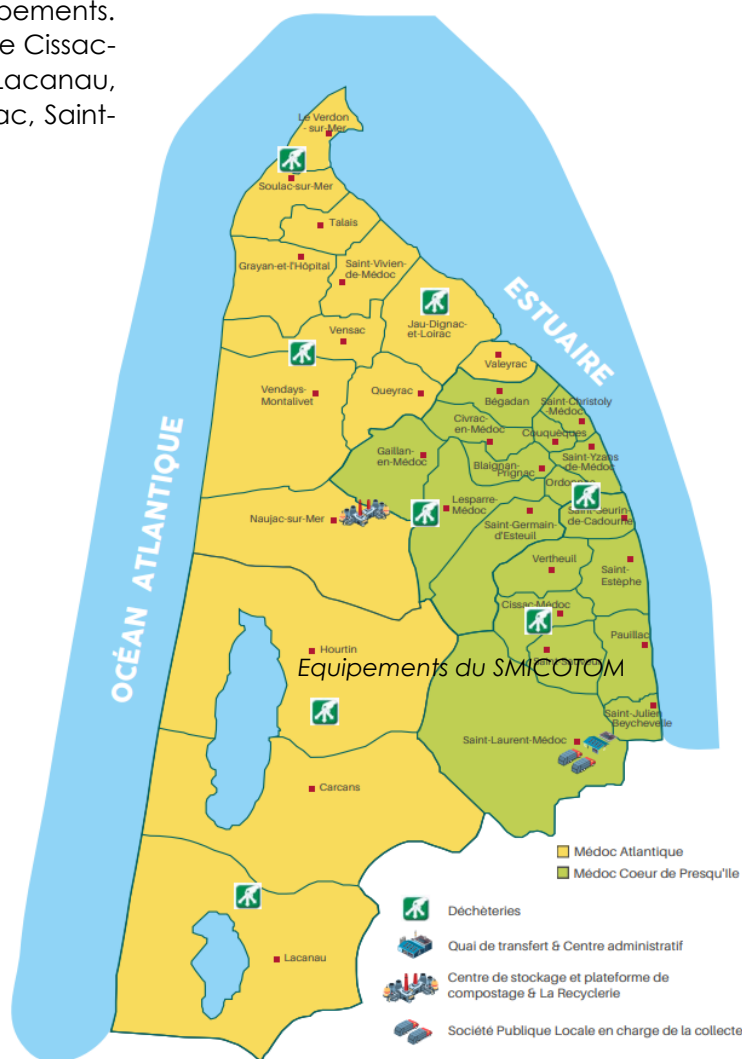 pements.
e Cissac-
Lacanau,
ac, Saint-
Le Verdon
-sur-Mer
Soulac-sur-Mer
Talais
Grayan-et-l'Hôpital
Saint-Vivien-
de-Médoc
ESTUAIRE
Jau-Dignac-
et-Loirac
Vensac
Valeyrac
Vendays-
Montalivet
Queyrac
Bégadan
Saint-Christoly
-Médoc
Civrac-
en-Médoc
Couquèques
Gaillan-
en-Médoc
Saint-Yzans
de-Médoc
Blaignan-
Prignac
OCÉAN ATLANTIQUE
Lesparre-
Médoc
Saint-Seurin-
de-Cadourne
Naujac-sur-Mer
Saint-Germain-
d'Esteuil
Vertheuil
Saint-
Estèphe
Cissac-Médoc
Pauillac
Hourtin
Equipements du SMICOTOM
Saint-Julien
Beychevelle
Saint-Laurent-Médoc
Carcans
Médoc Atlantique
Médoc Coeur de Presqu'Ile
Déchèteries
Quai de transfert & Centre administratif
Lacanau
Centre de stockage et plateforme de
compostage & La Recyclerie
Société Publique Locale en charge de la collecte